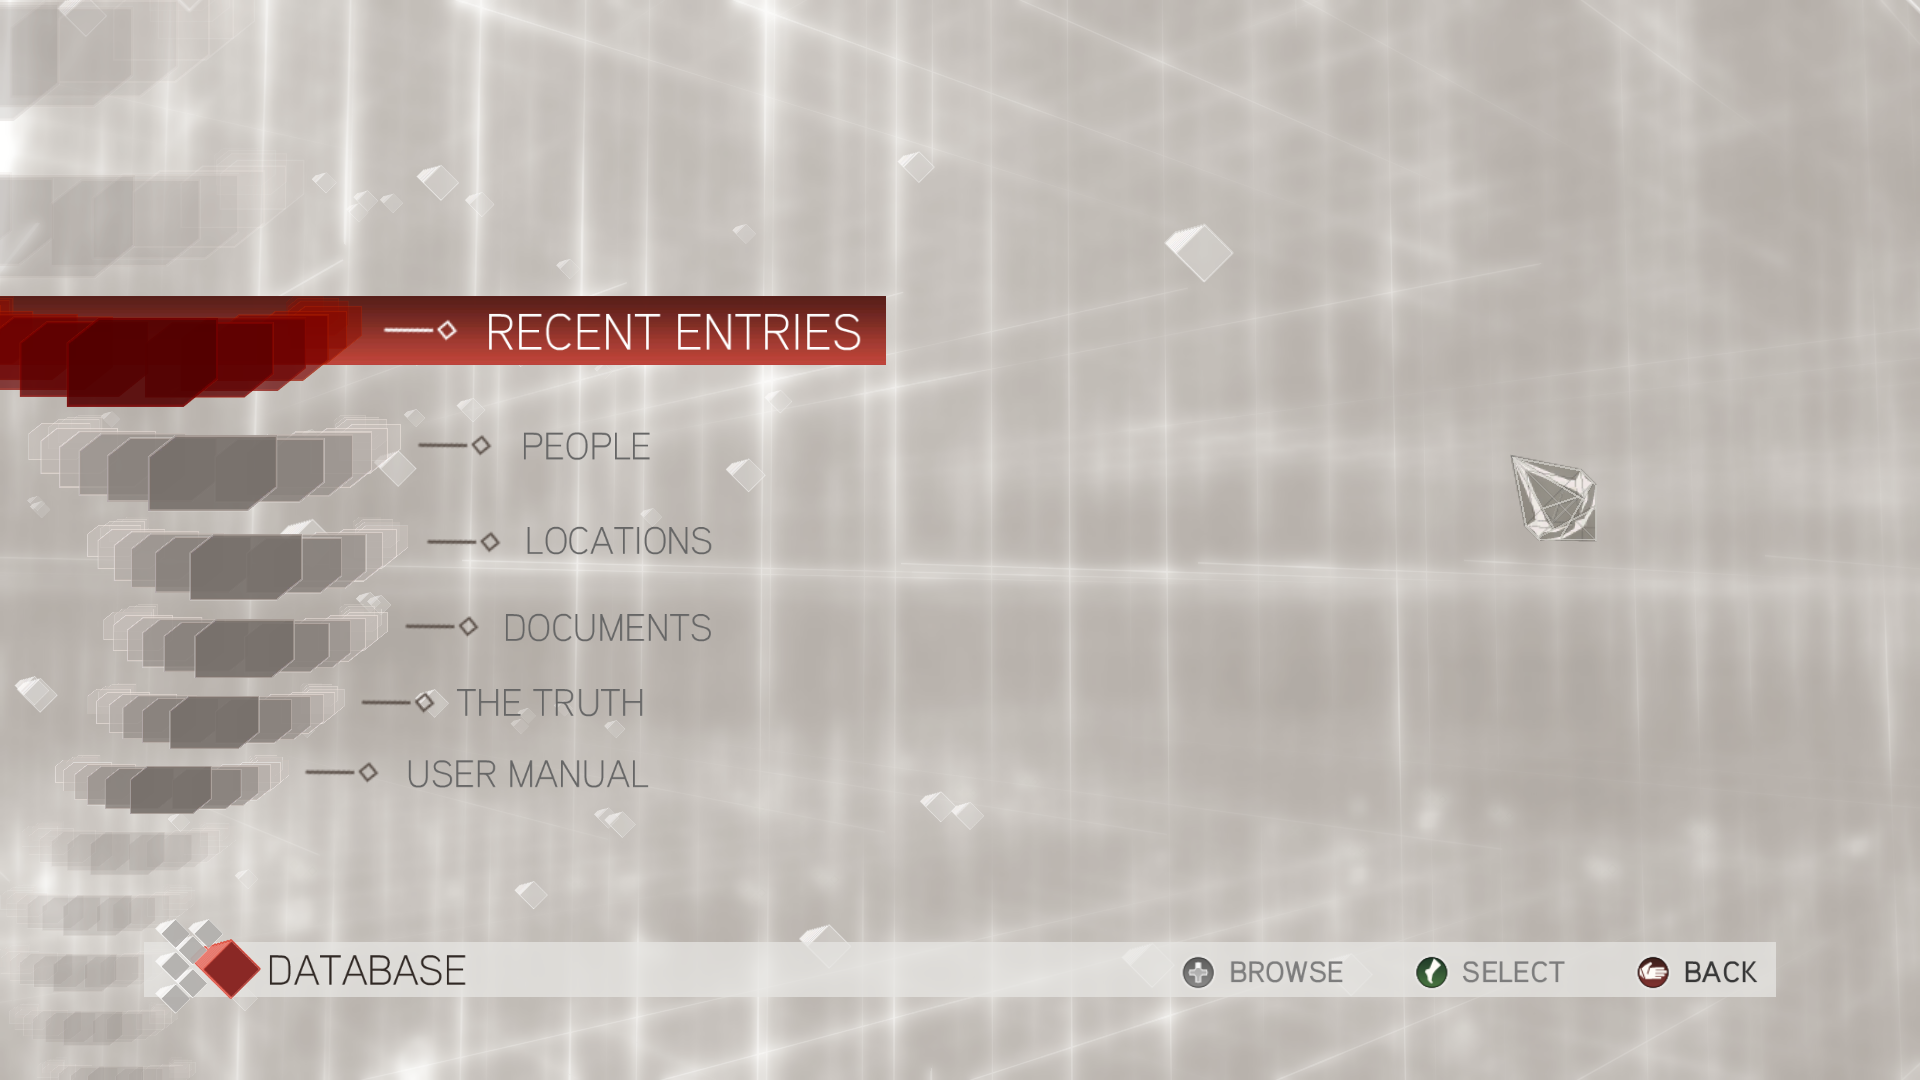 RECENT ENTRIES
PEOPLE
LOCATIONS
DOCUMENTS
THE TRUTH
USER MANUAL
DATABASE
BROWSE
SELECT
BACK